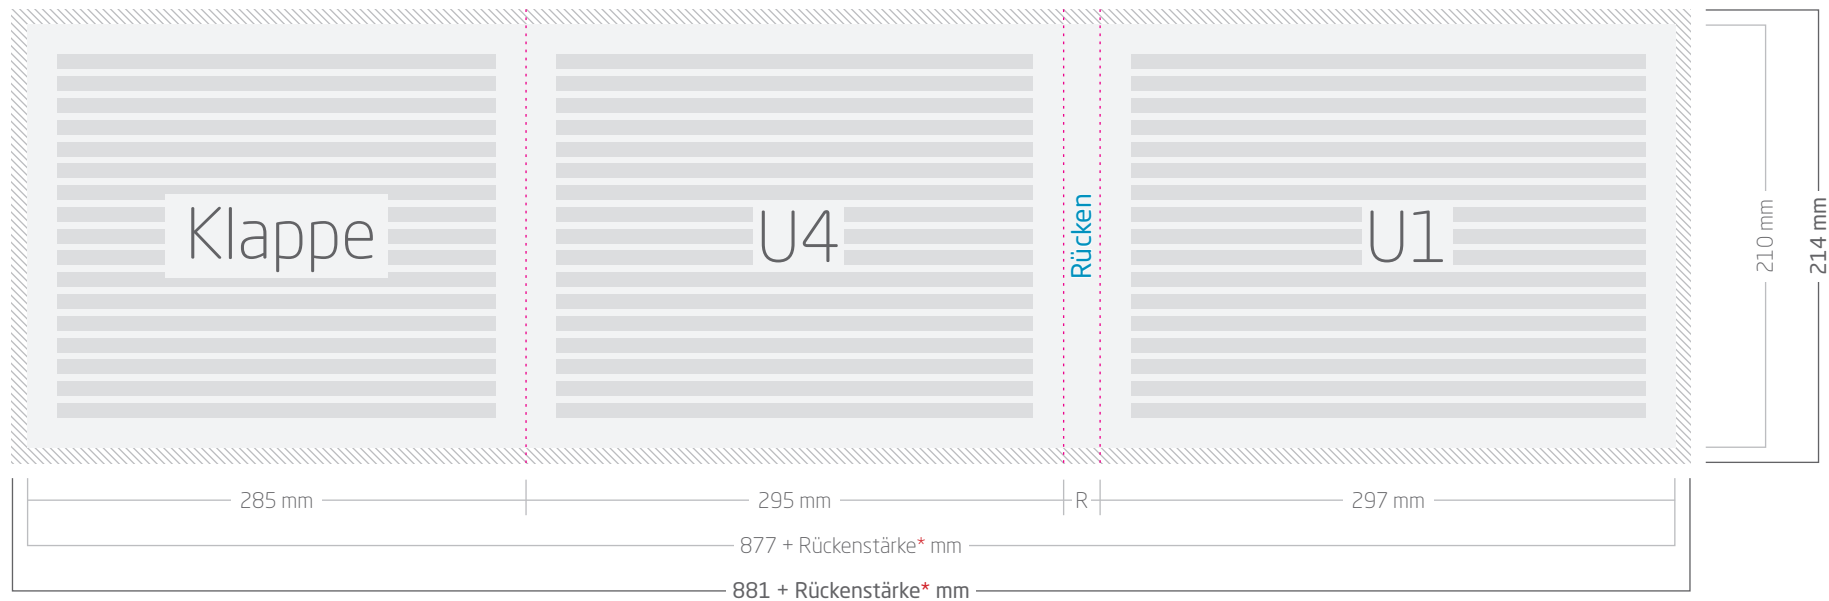 Klappe
U4
Rücken
U1
210 mm
214 mm
285 mm
295 mm
R
297 mm
877 + Rückenstärke* mm
881 + Rückenstärke* mm